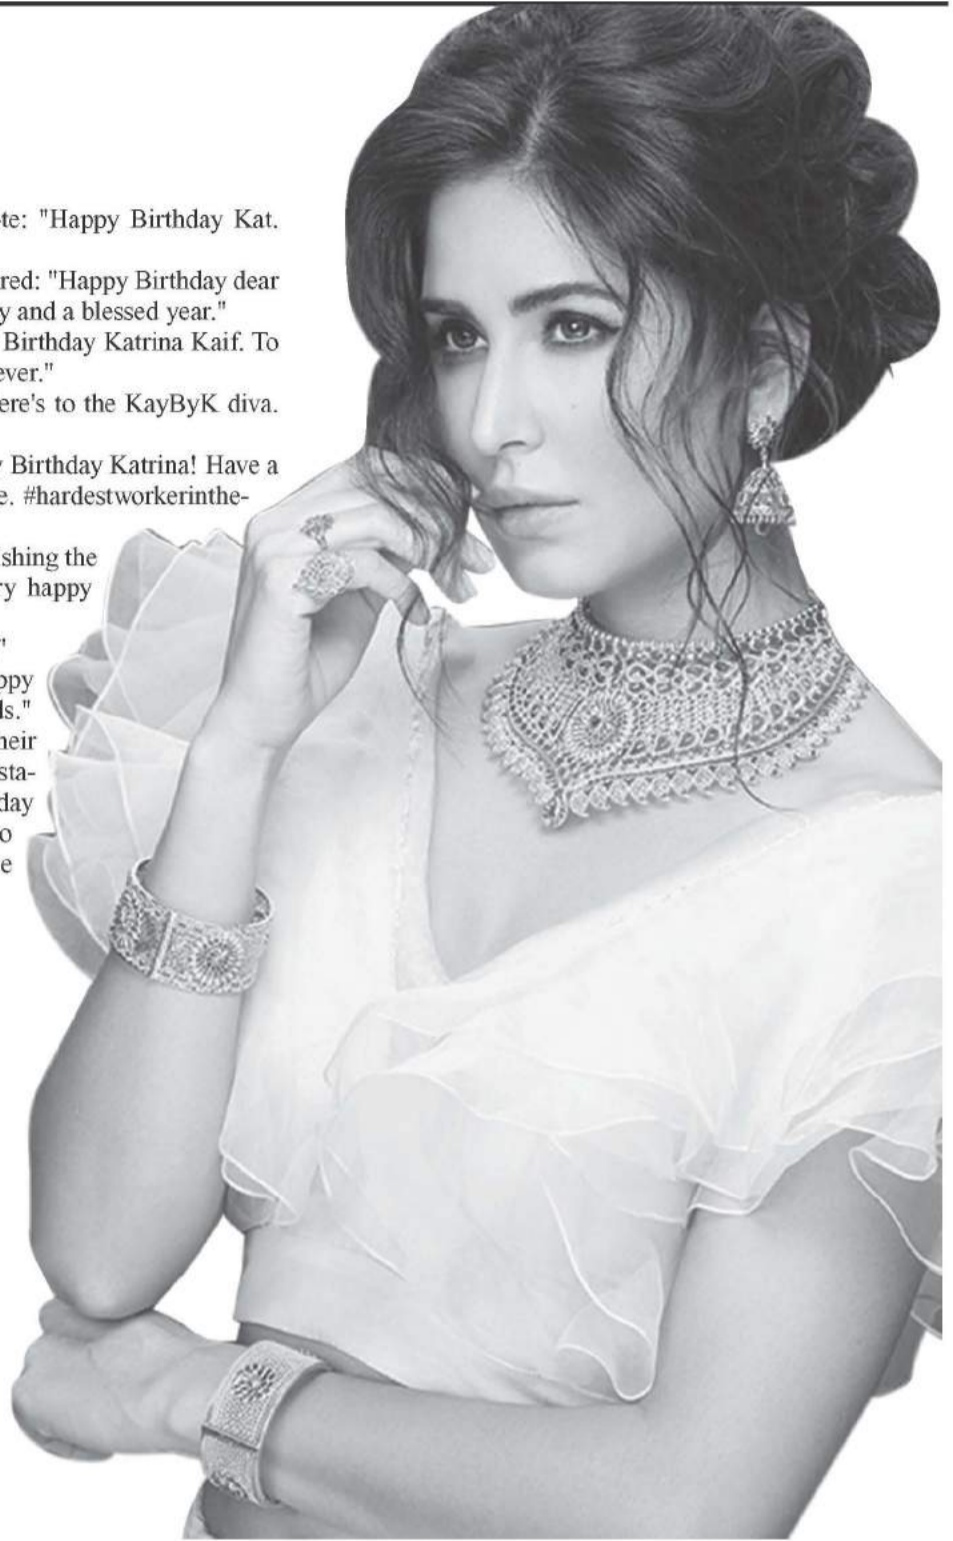 te: "Happy Birthday Kat.
red: "Happy Birthday dear
y and a blessed year."
Birthday Katrina Kaif. To
ever."
ere's to the KayByK diva.
Birthday Katrina! Have a
e. #hardestworkerinthe-
shing the
ry happy
"
ppy
ls."
heir
sta-
day
o
e